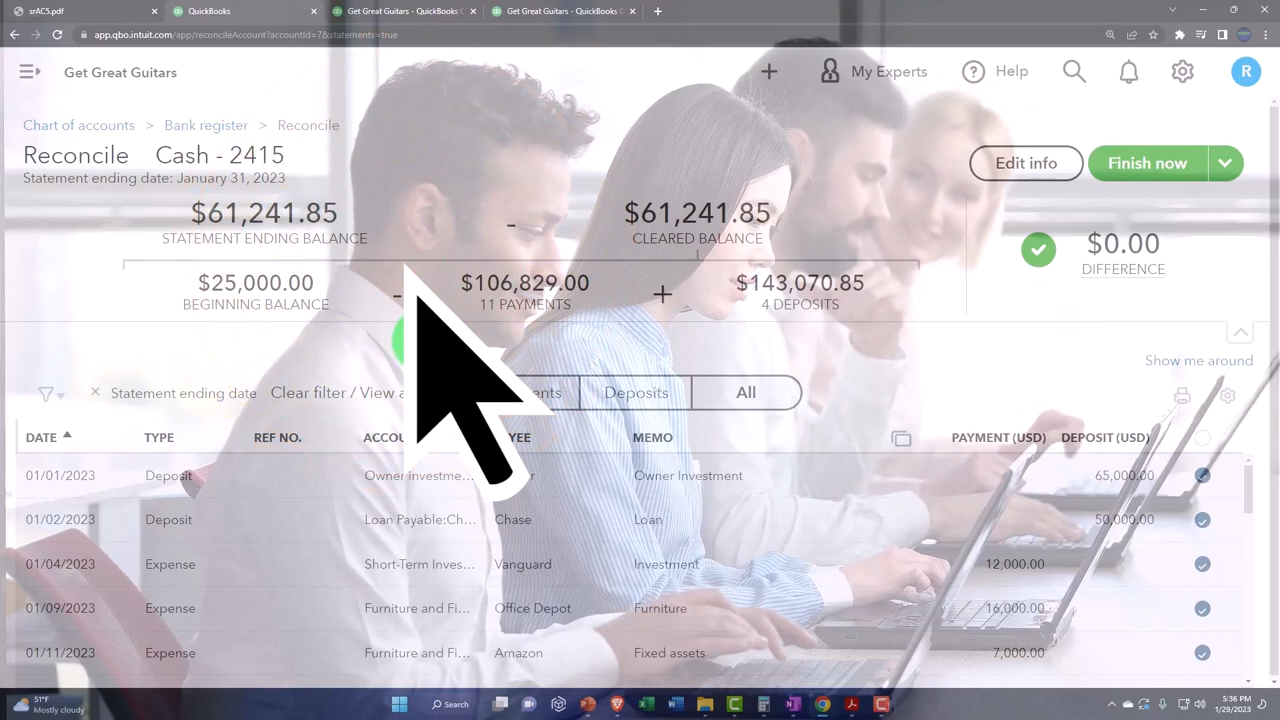 srAC5.pdf
QuickBooks
Get Great Guitars - QuickBooks
Get Great Guitars - QuickBooks
app.qbo.intuit.com/app/reconcileAccount?accountId=7&statements=true
Get Great Guitars
My Experts
Help
R
Chart of accounts > Bank register > Reconcile
Reconcile Cash - 2415
Edit info
Finish now
Statement ending date: January 31, 2023
$61,241.85 - $61,241.85
STATEMENT ENDING BALANCE CLEARED BALANCE
$0.00
DIFFERENCE
$25,000.00 - $106,829.00 + $143,070.85
BEGINNING BALANCE 11 PAYMENTS 4 DEPOSITS
Show me around
× Statement ending date Clear filter / View Deposits All
DATE TYPE REF NO. MEMO PAYMENT (USD) DEPOSIT (USD)
01/01/2023 Deposit Owner investme... Owner Investment 65,000.00
01/02/2023 Deposit Loan Payable:Ch... Chase Loan 50,000.00
01/04/2023 Expense Short-Term Inves... Vanguard Investment 12,000.00
01/09/2023 Expense Furniture and Fi... Office Depot Furniture 16,000.00
01/11/2023 Expense Furniture and Fi... Amazon Fixed assets 7,000.00
51°F
Mostly cloudy
Search
5:36 PM
1/29/2023